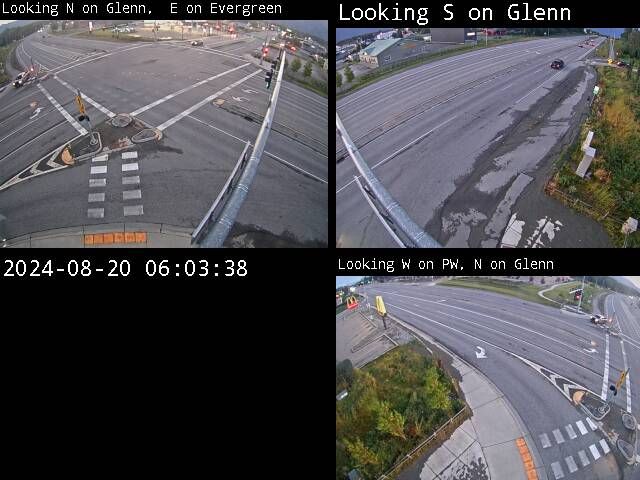 Looking N on Glenn,  E on Evergreen
Looking S on Glenn
2024-08-20 06:03:38
Looking W on PW, N on Glenn